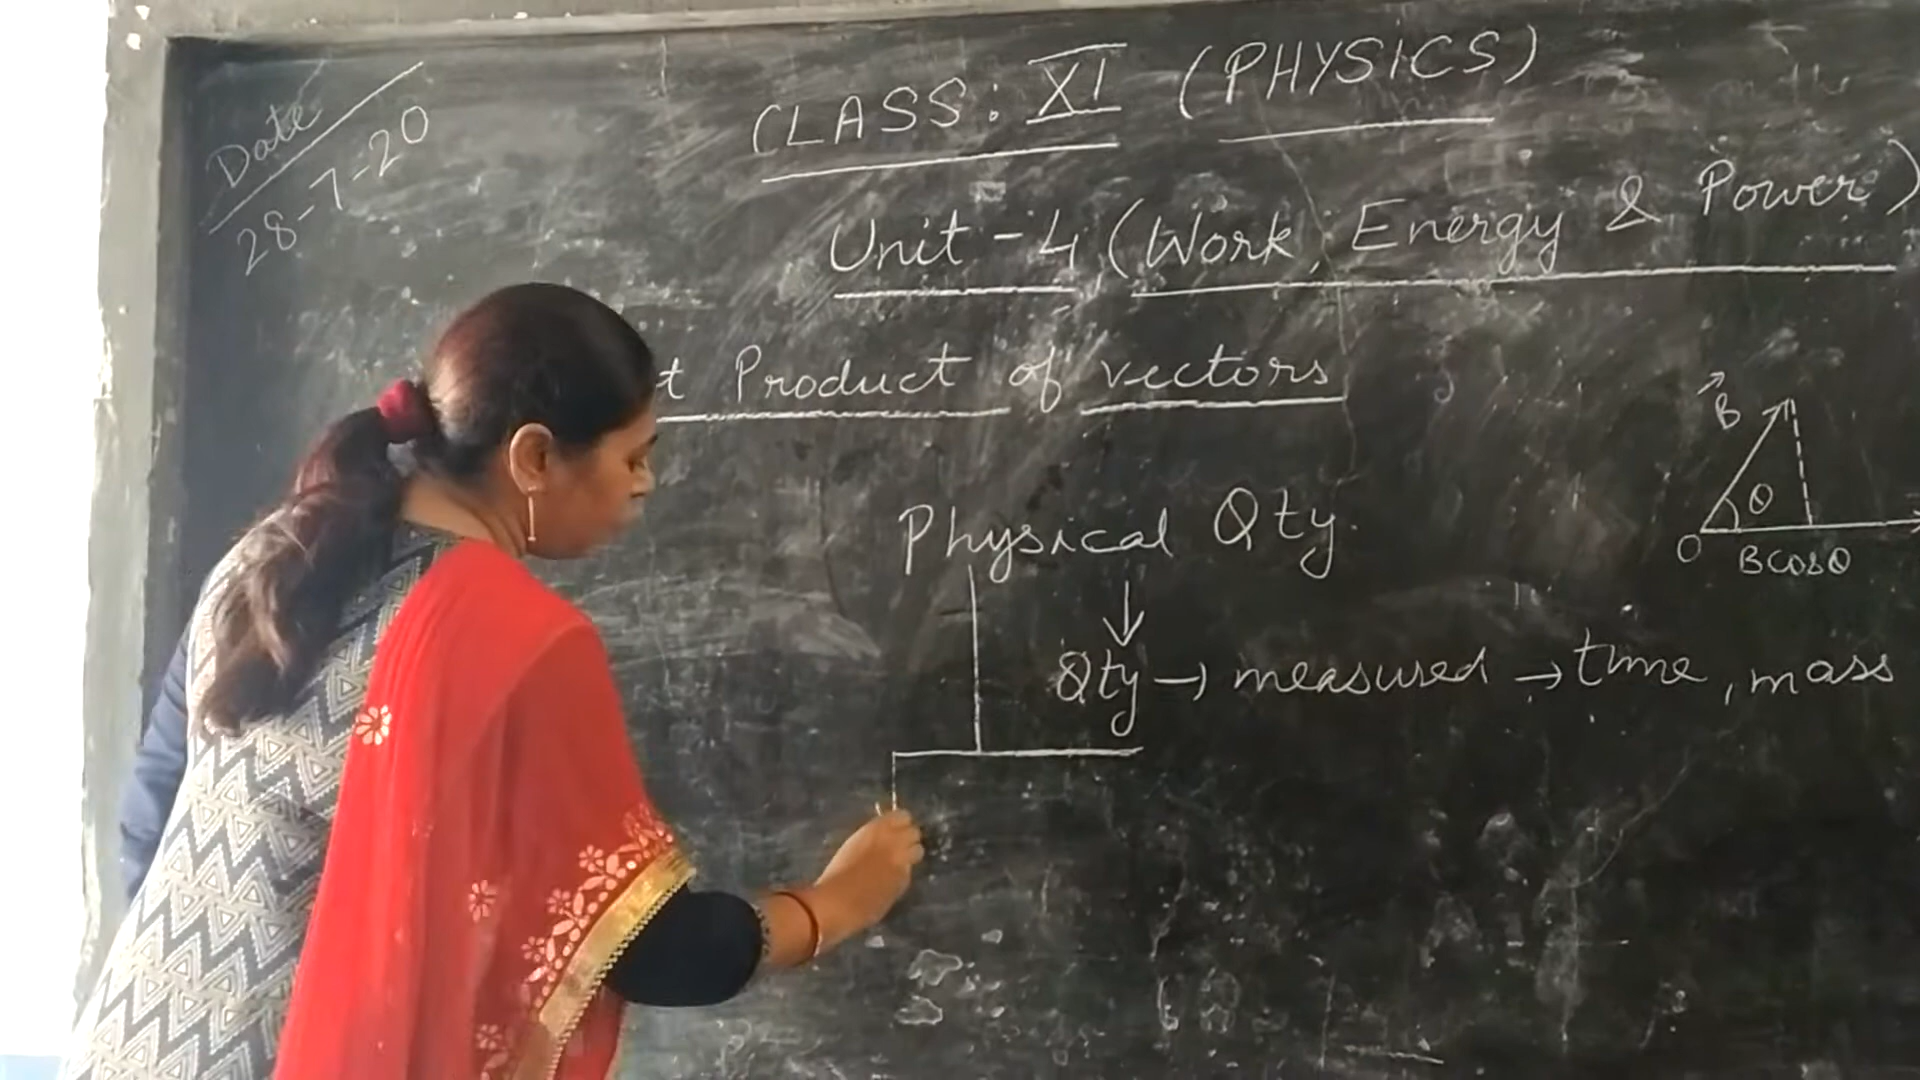 Date
28-7-20
CLASS: XI (PHYSICS)
Unit-4 (Work, Energy & Power)
t Product of vectors
B
θ
O
Bcosθ
Physical Qty.
Qty → measured → time, mass